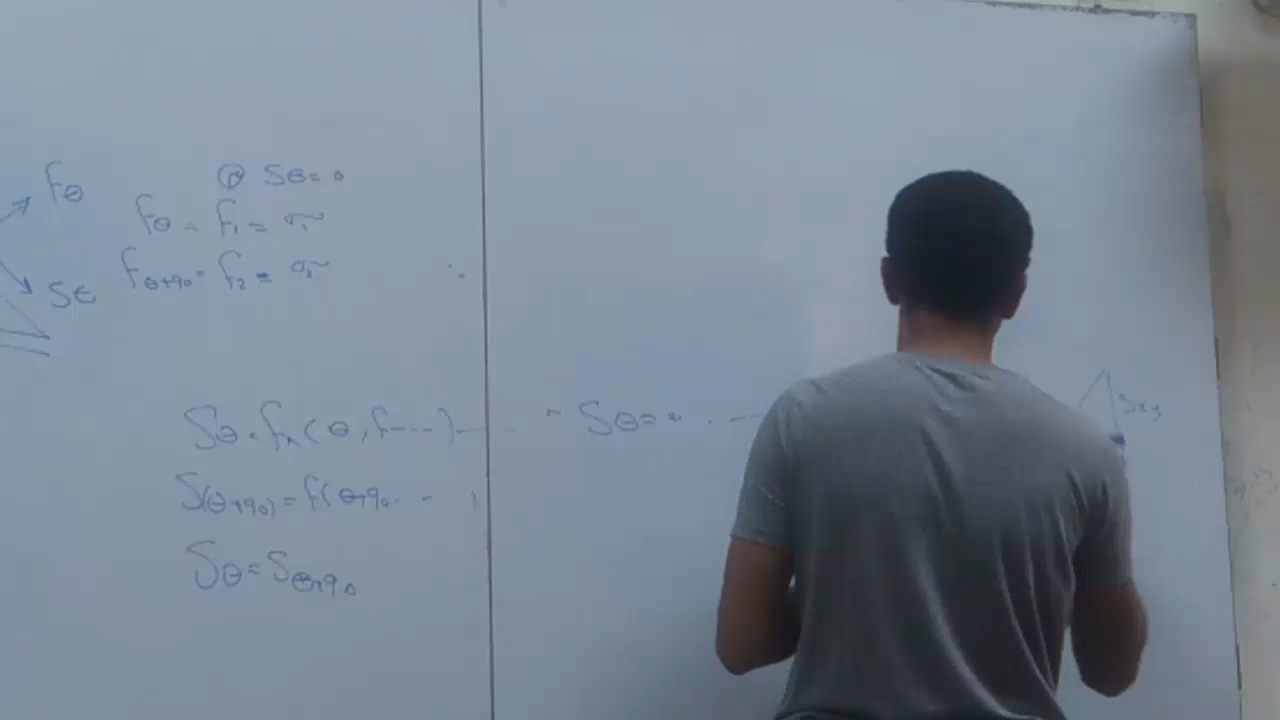 fθ
@ Sθ = 0
fθ = f₁ = σ₁
fθ+90 = f₂ = σ
Sθ
Sθ = fn(θ, f---)---
Sθ = 0 . ---
Sxy
S(θ+90) = f(θ+90 . -
Sθ = Sθ+90